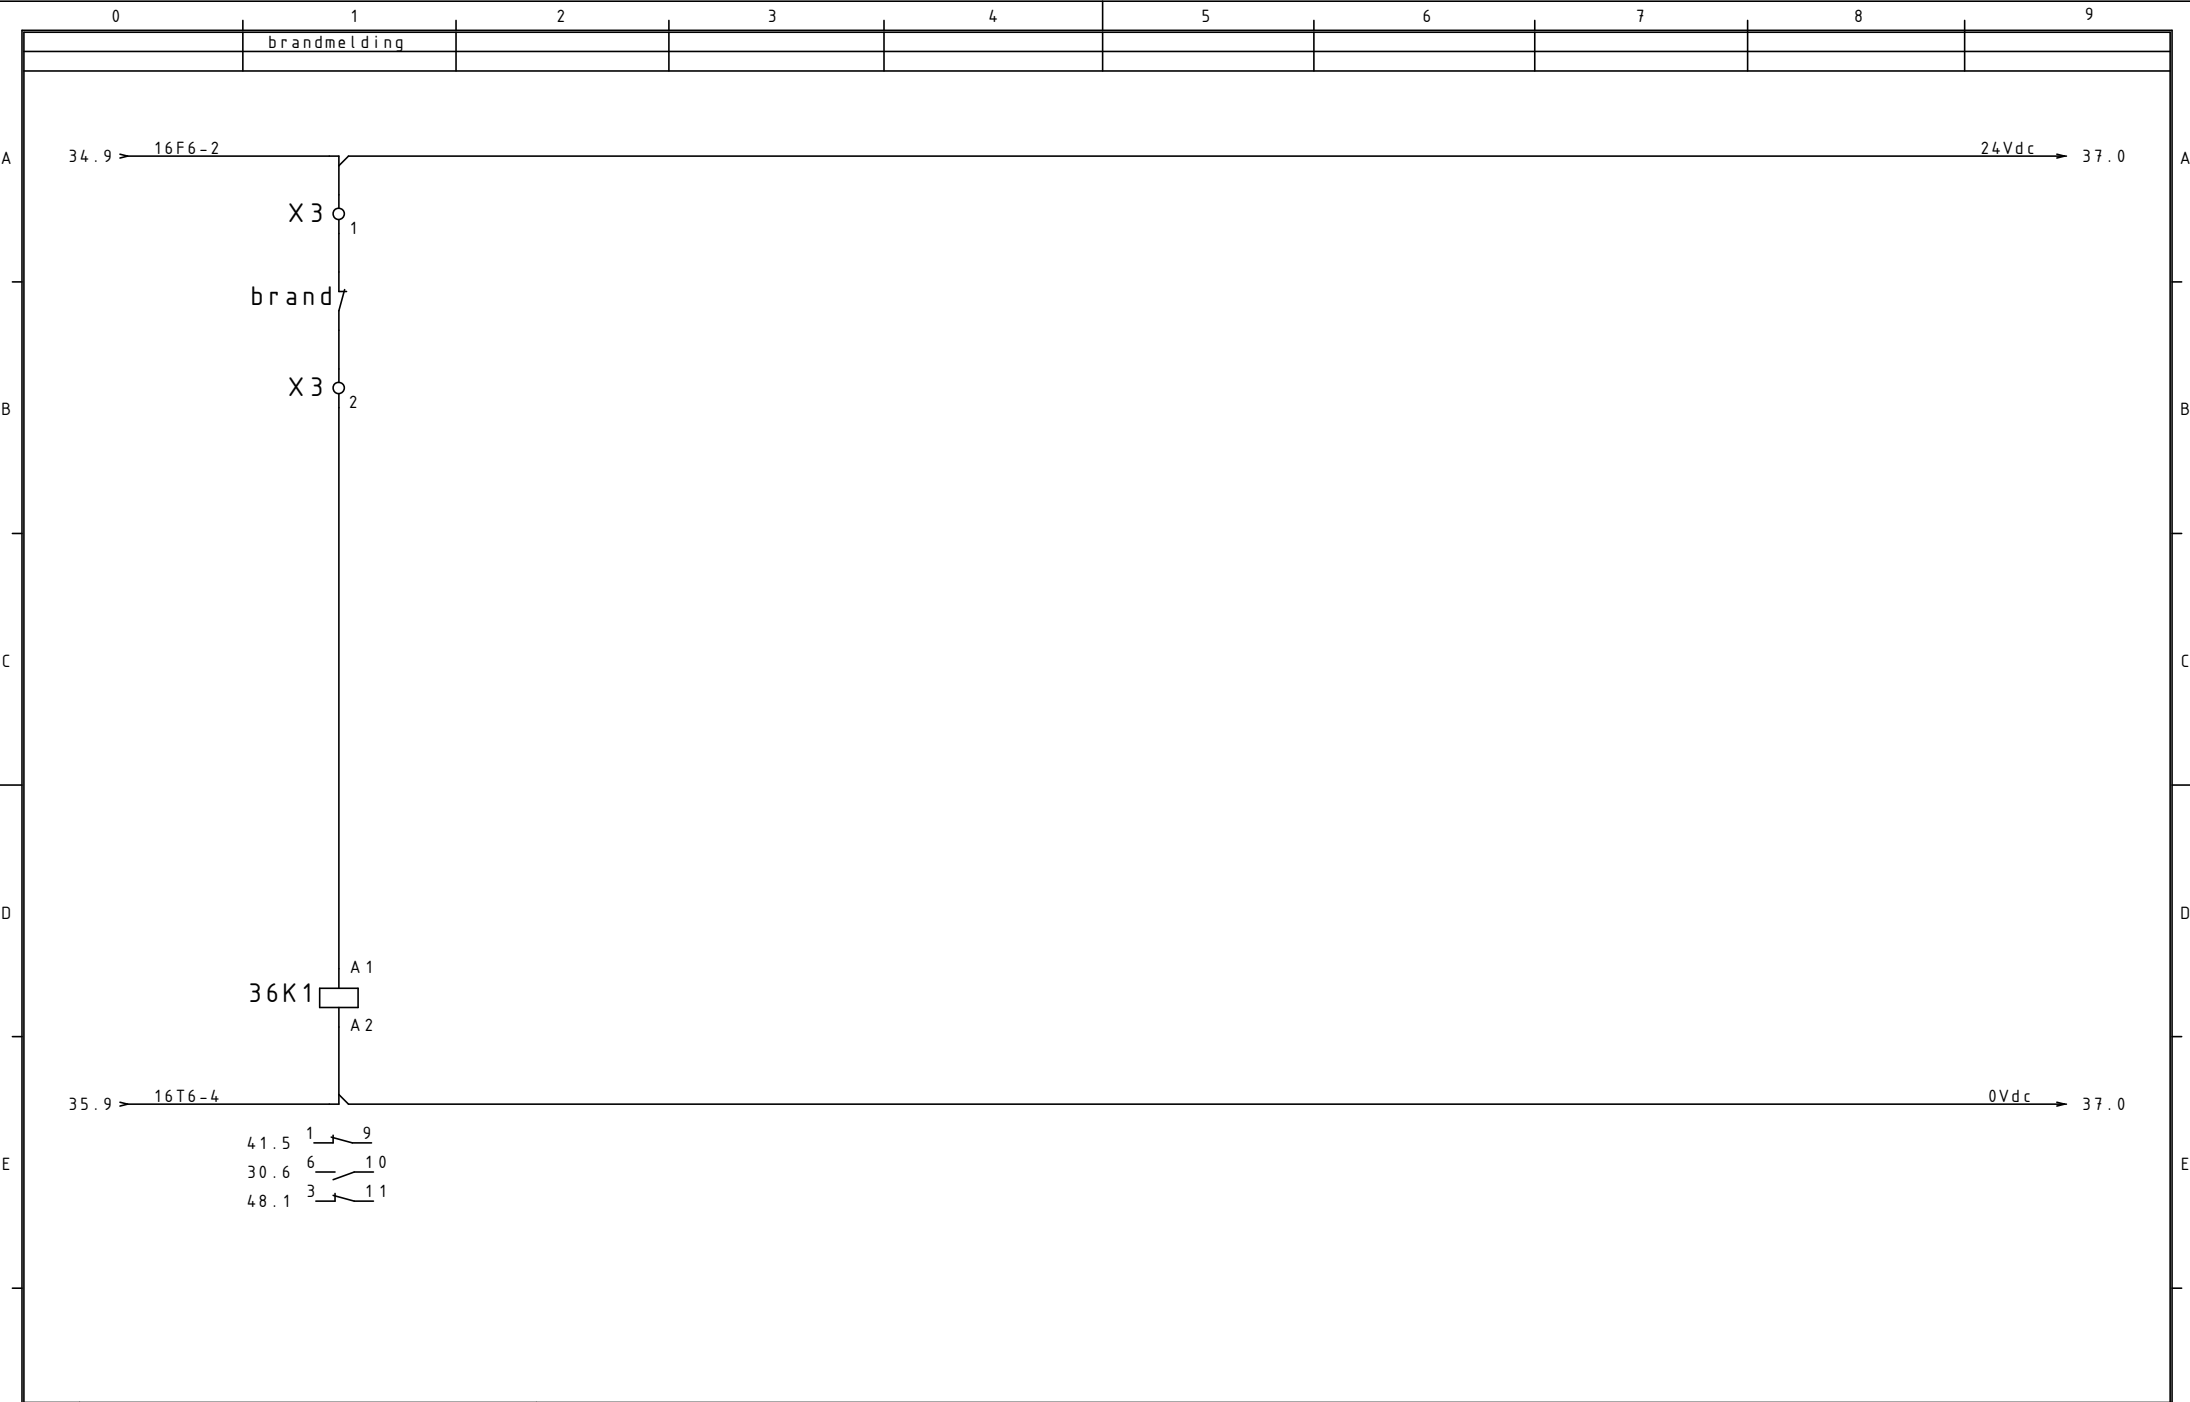 0 1 2 3 4 5 6 7 8 9
brandmelding
A 34.9 16F6-2 24Vdc 37.0 A
X3
1
brand
X3
2
B B
C C
D D
A1
36K1
A2
35.9 16T6-4 0Vdc 37.0
41.5 1 9
E 30.6 6 10 E
48.1 3 11